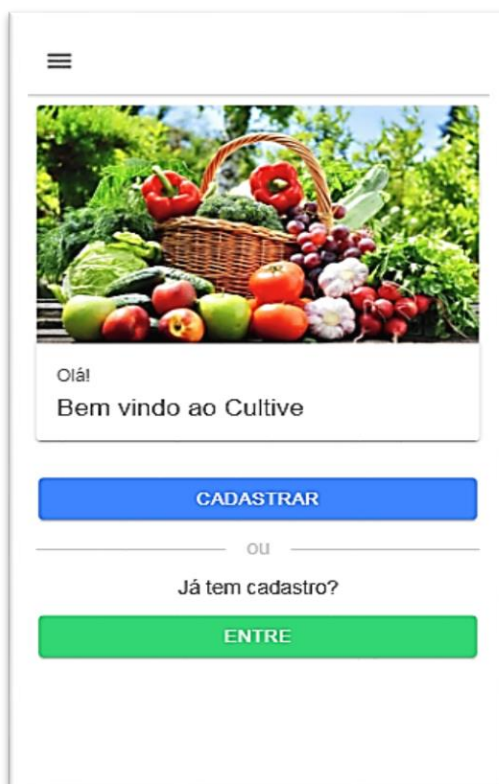 Olá!
Bem vindo ao Cultive
CADASTRAR
ou
Já tem cadastro?
ENTRE